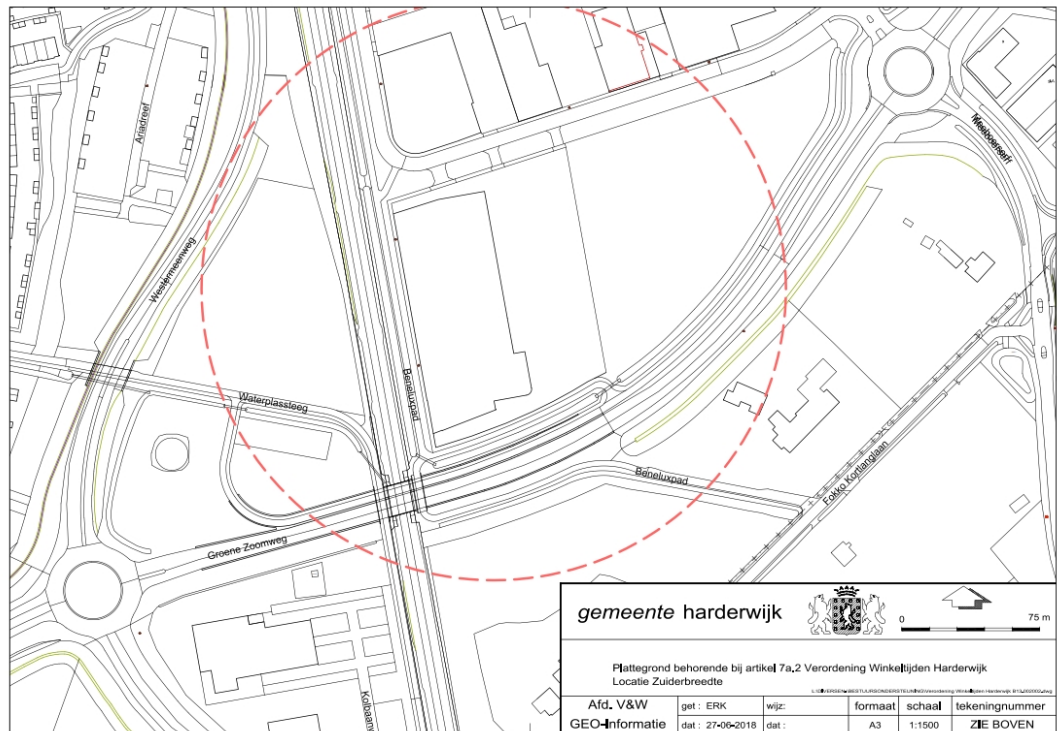 Ariadreef
Westermeenweg
Waterplassteeg
Beneluxpad
Groene Zoomweg
Beneluxpad
Fokko Kortlanglaan
gemeente harderwijk
0 75 m
Plattegrond behorende bij artikel 7a,2 Verordening Winkeltijden Harderwijk
Locatie Zuiderbreedte
Afd. V&W
GEO-Informatie
get : ERK
dat : 27-06-2018
wijz:
dat :
formaat
A3
schaal
1:1500
tekeningnummer
ZIE BOVEN